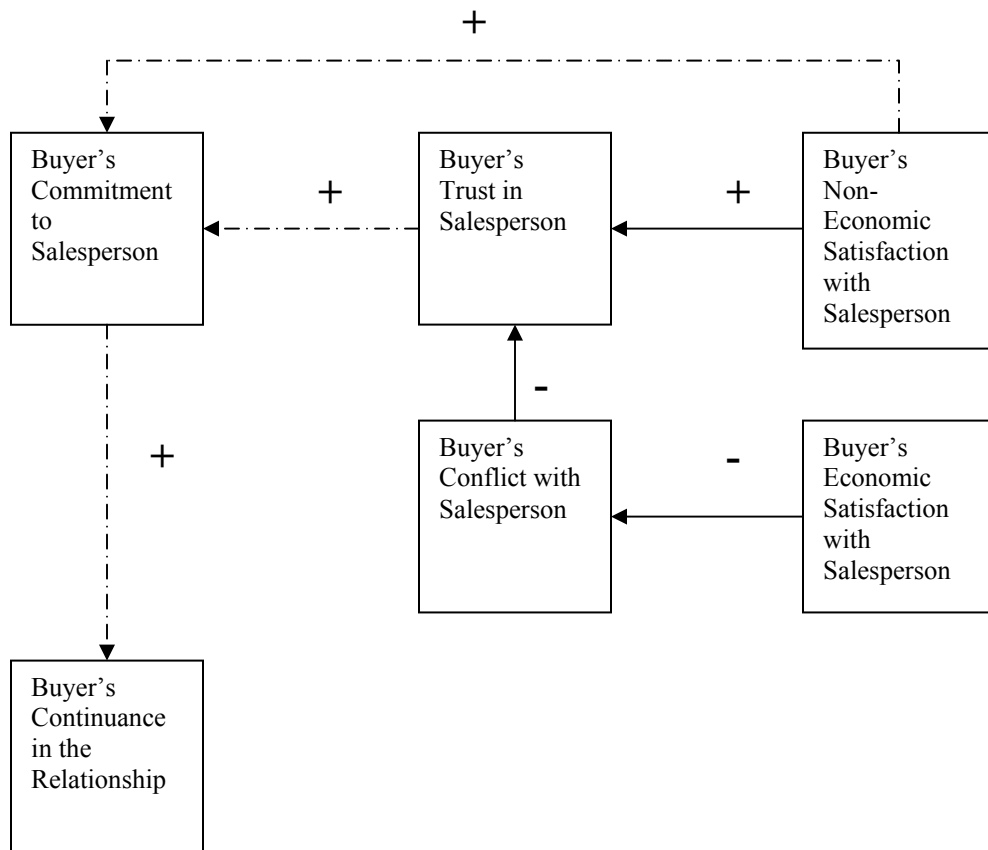 +
Buyer’s
Commitment
to
Salesperson
+
Buyer’s
Trust in
Salesperson
+
Buyer’s
Non-
Economic
Satisfaction
with
Salesperson
-
+
Buyer’s
Conflict with
Salesperson
-
Buyer’s
Economic
Satisfaction
with
Salesperson
Buyer’s
Continuance
in the
Relationship